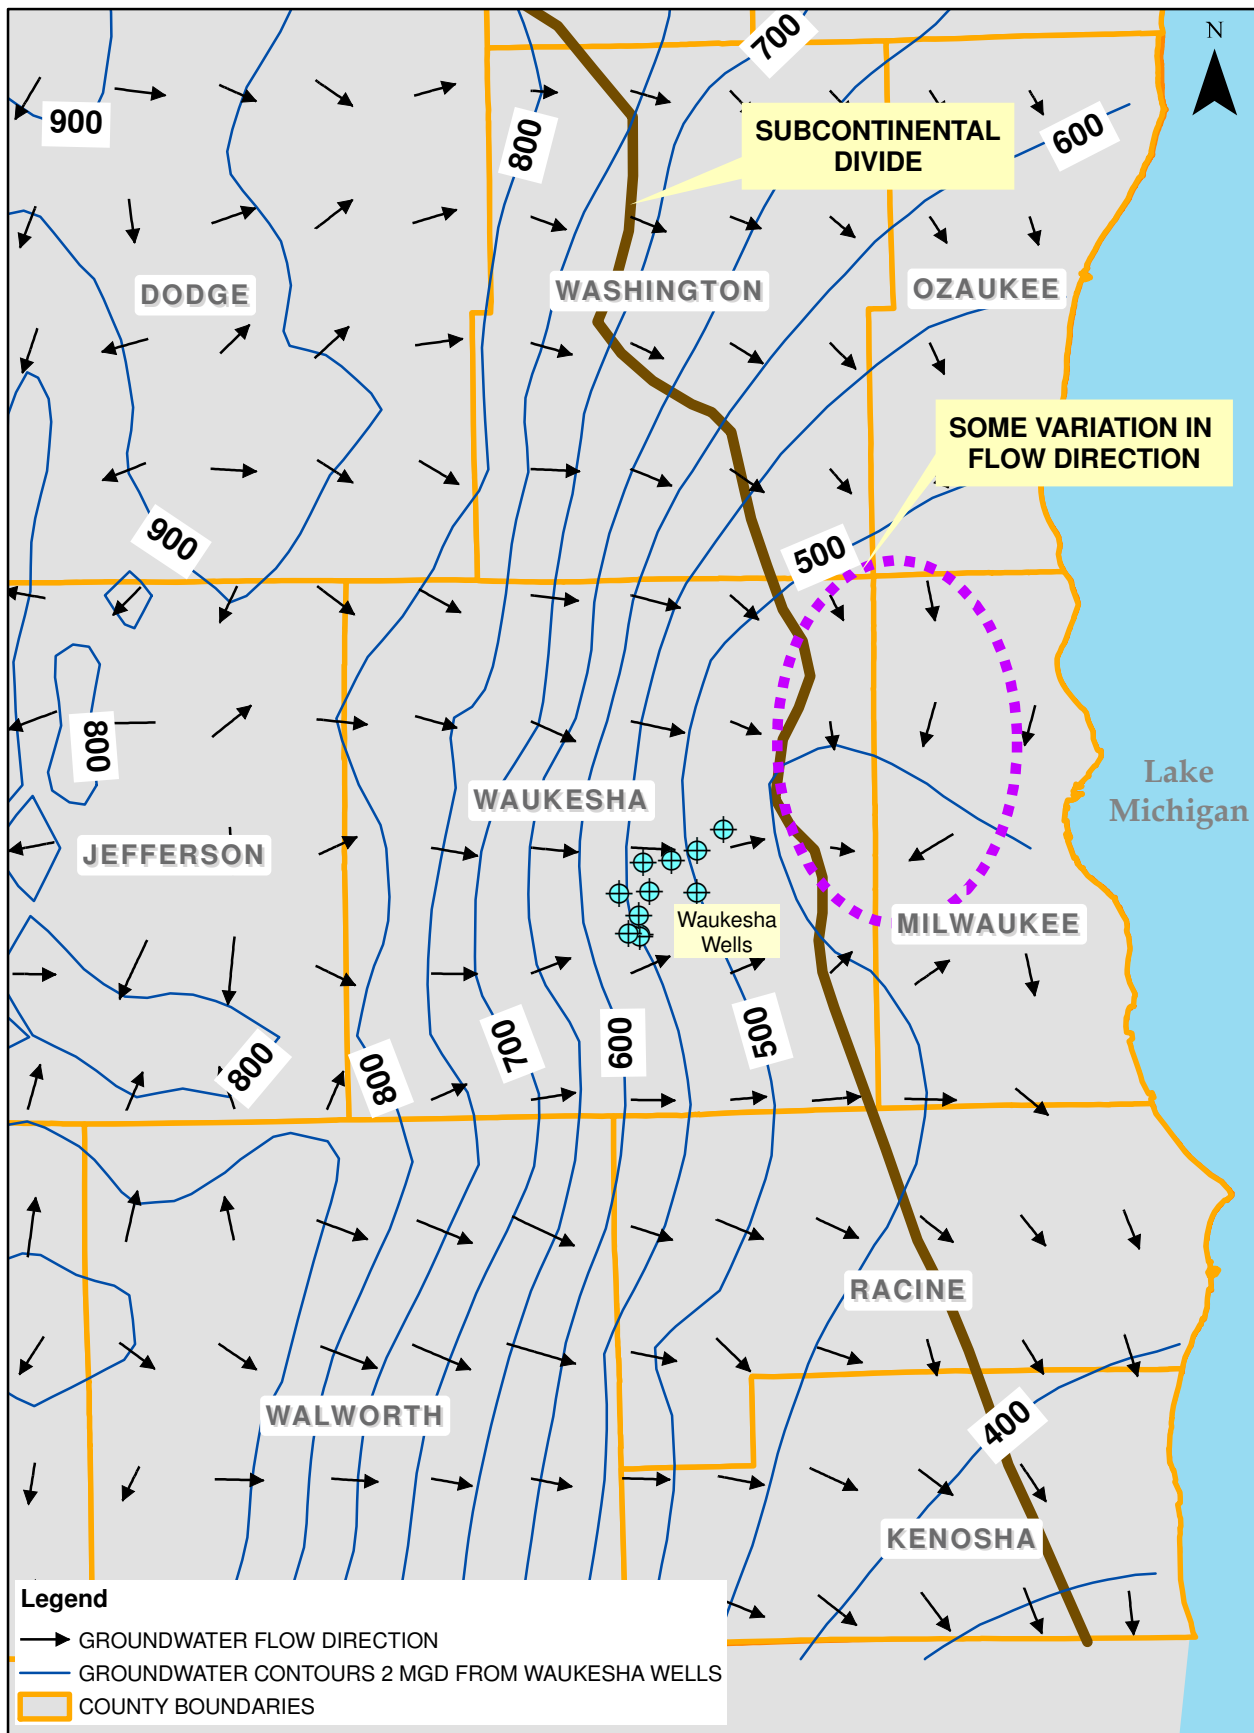 N
700
900
800
600
SUBCONTINENTAL
DIVIDE
DODGE
WASHINGTON
OZAUKEE
SOME VARIATION IN
FLOW DIRECTION
900
500
800
Lake
Michigan
WAUKESHA
JEFFERSON
Waukesha
Wells
MILWAUKEE
800
800
700
600
500
RACINE
WALWORTH
400
KENOSHA
Legend
GROUNDWATER FLOW DIRECTION
GROUNDWATER CONTOURS 2 MGD FROM WAUKESHA WELLS
COUNTY BOUNDARIES